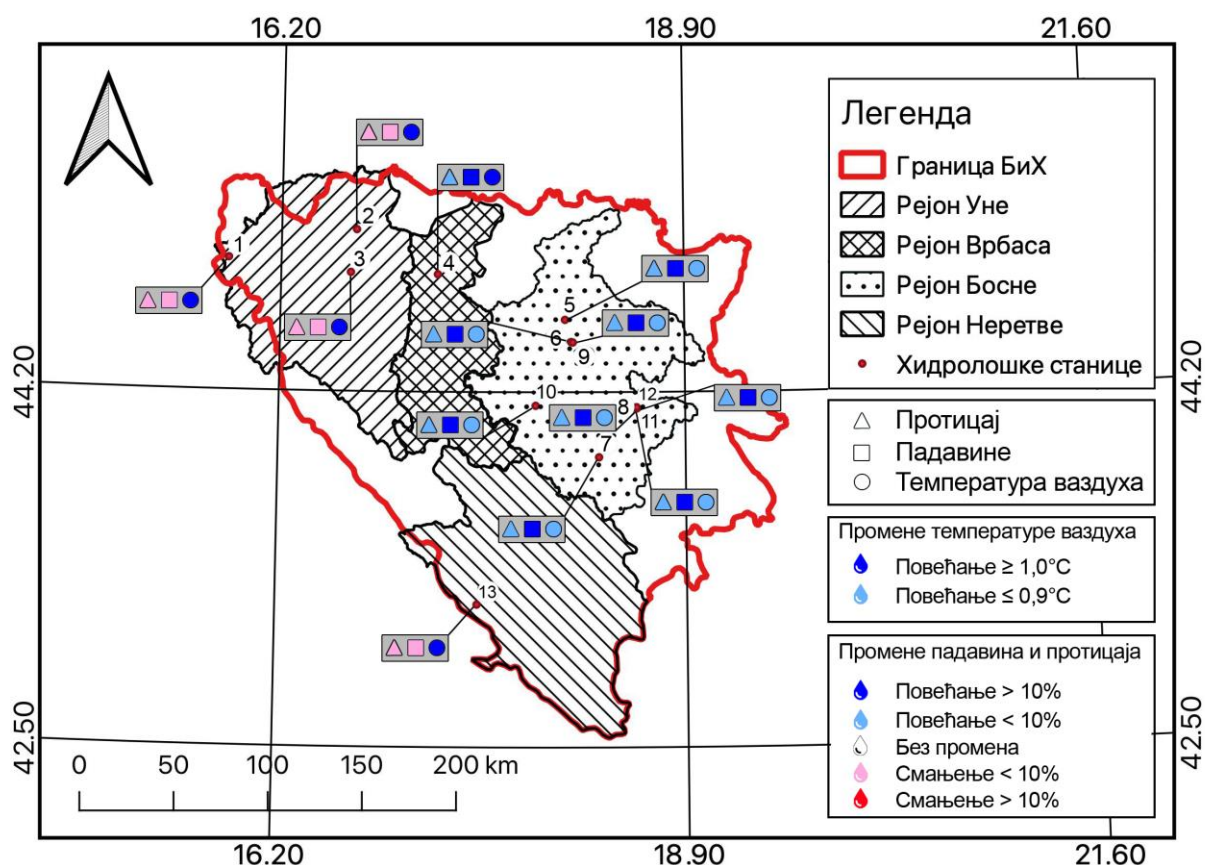 16.20 18.90 21.60
44.20
42.50
44.20
42.50
1
2
3
4
5
6
9
10
12
8
11
7
13
0 50 100 150 200 km
16.20 18.90 21.60
Легенда
Граница БиХ
Рејон Уне
Рејон Врбаса
Рејон Босне
Рејон Неретве
Хидролошке станице
Протицај
Падавине
Температура ваздуха
Промене температуре ваздуха
Повећање ≥ 1,0°C
Повећање ≤ 0,9°C
Промене падавина и протицаја
Повећање > 10%
Повећање < 10%
Без промена
Смањење < 10%
Смањење > 10%